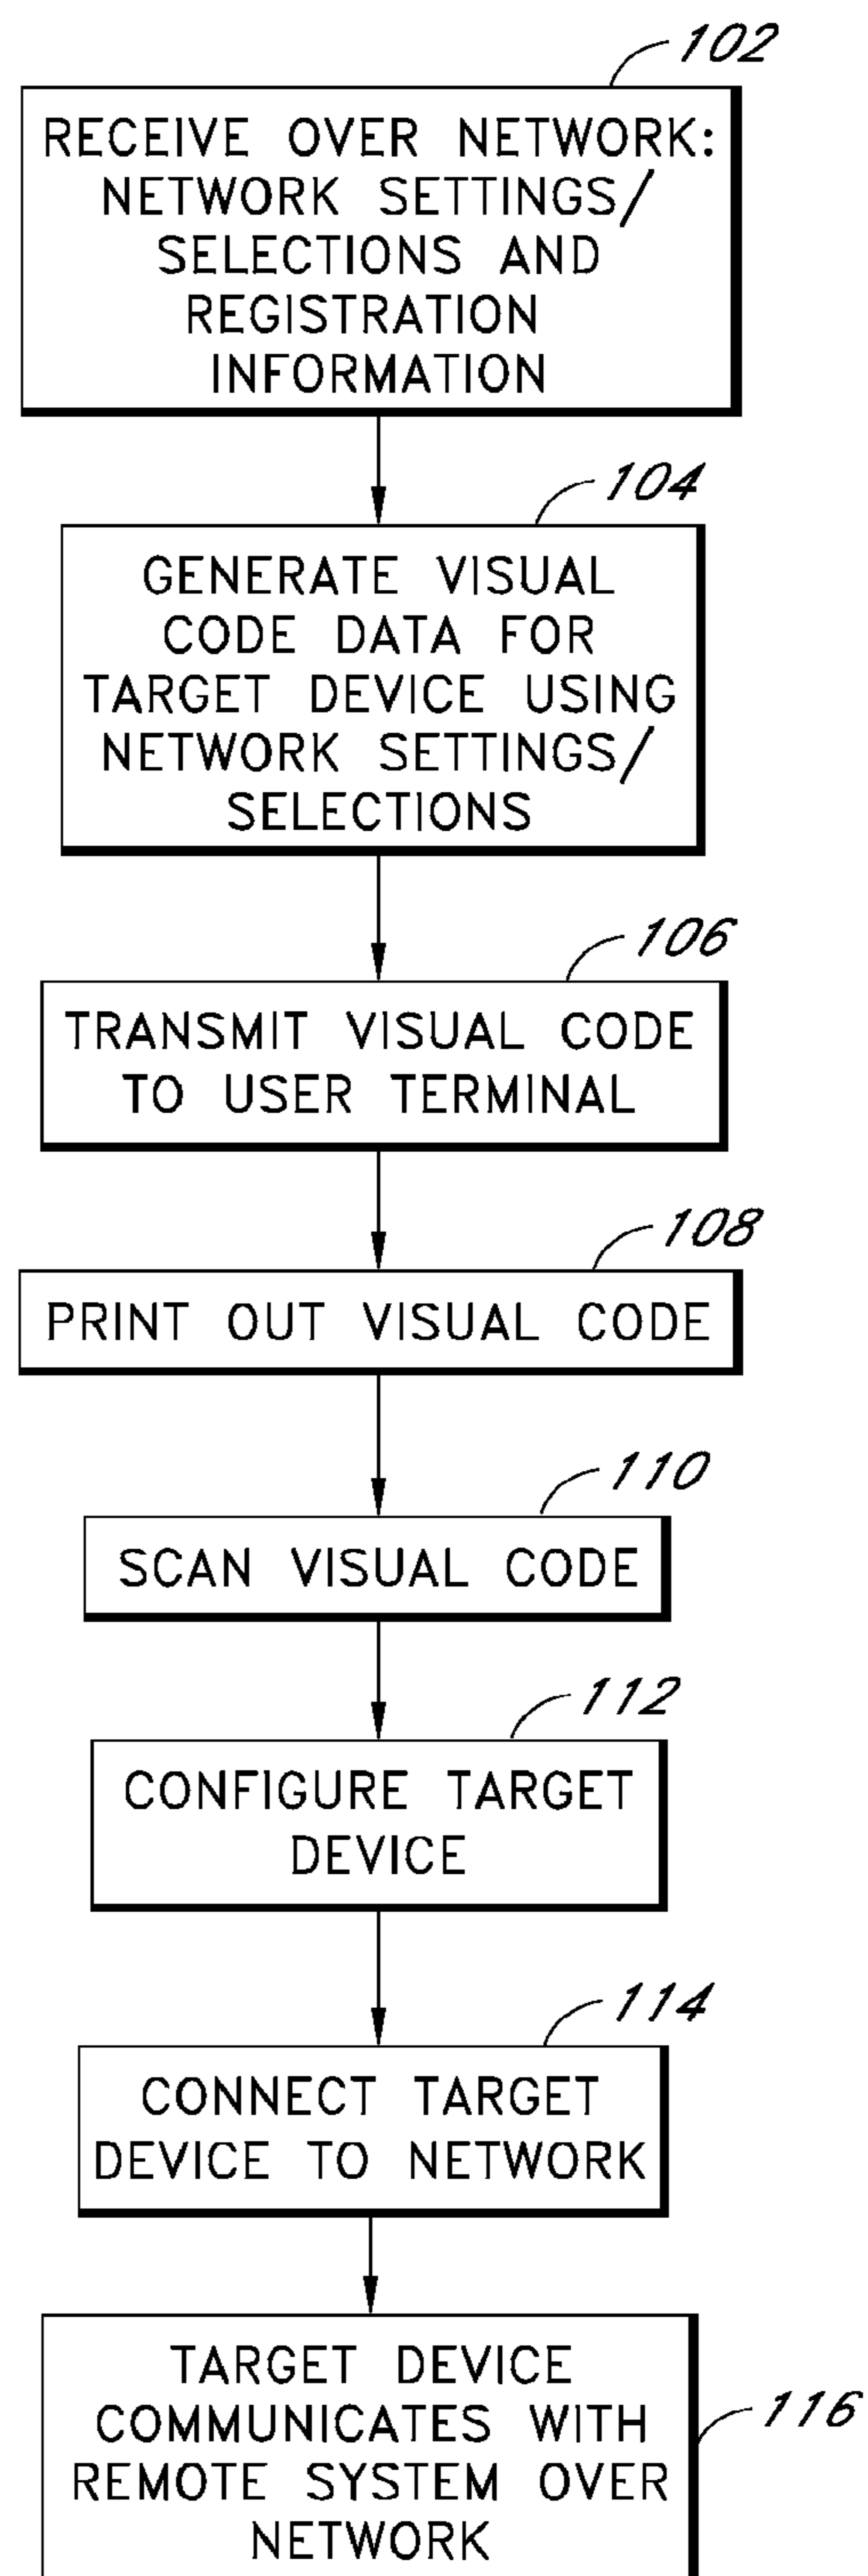 102
RECEIVE OVER NETWORK:
NETWORK SETTINGS/
SELECTIONS AND
REGISTRATION
INFORMATION
104
GENERATE VISUAL
CODE DATA FOR
TARGET DEVICE USING
NETWORK SETTINGS/
SELECTIONS
106
TRANSMIT VISUAL CODE
TO USER TERMINAL
108
PRINT OUT VISUAL CODE
110
SCAN VISUAL CODE
112
CONFIGURE TARGET
DEVICE
114
CONNECT TARGET
DEVICE TO NETWORK
TARGET DEVICE
COMMUNICATES WITH
116
REMOTE SYSTEM OVER
NETWORK